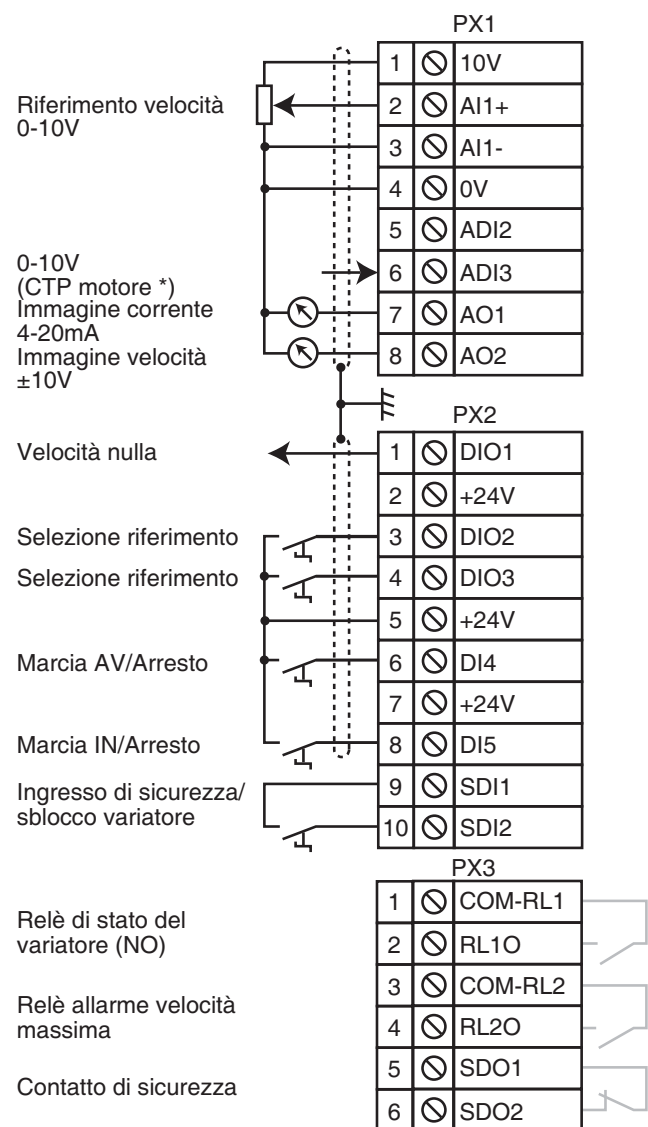 PX1
1 10V
Riferimento velocità
0-10V
2 AI1+
3 AI1-
4 0V
5 ADI2
0-10V
(CTP motore *)
6 ADI3
Immagine corrente
4-20mA
7 AO1
Immagine velocità
±10V
8 AO2
PX2
Velocità nulla
1 DIO1
2 +24V
Selezione riferimento
3 DIO2
Selezione riferimento
4 DIO3
5 +24V
Marcia AV/Arresto
6 DI4
7 +24V
Marcia IN/Arresto
8 DI5
Ingresso di sicurezza/
sblocco variatore
9 SDI1
10 SDI2
PX3
1 COM-RL1
Relè di stato del
variatore (NO)
2 RL1O
3 COM-RL2
Relè allarme velocità
massima
4 RL2O
5 SDO1
Contatto di sicurezza
6 SDO2